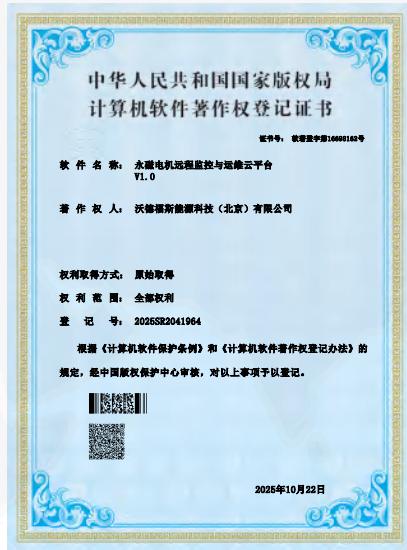 中华人民共和国国家版权局
计算机软件著作权登记证书
证书号： 软著登字第16698162号
软件名称： 永磁电机远程监控与运维云平台
V1.0
著作权人： 沃德福斯能源科技（北京）有限公司
权利取得方式： 原始取得
权利范围： 全部权利
登记号： 2025SR2041964
根据《计算机软件保护条例》和《计算机软件著作权登记办法》的
规定，经中国版权保护中心审核，对以上事项予以登记。
2025年10月22日